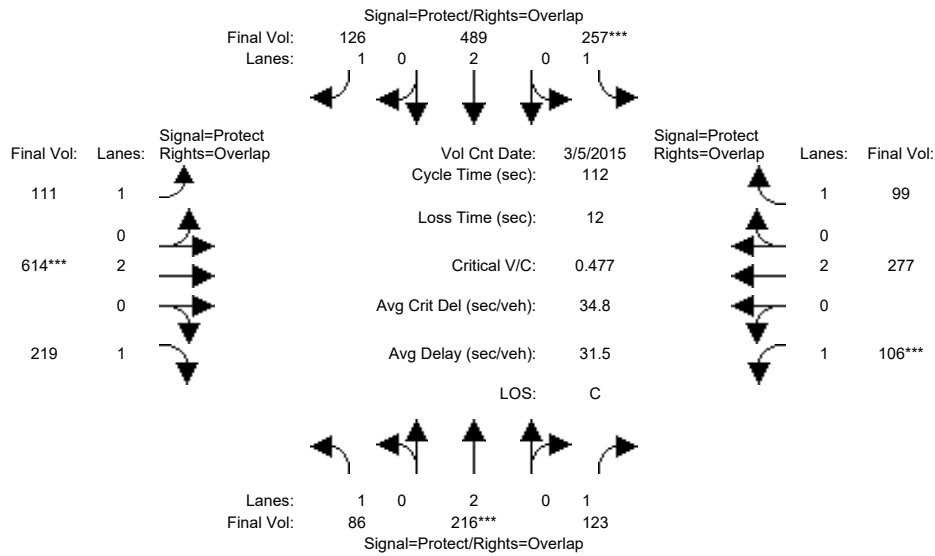 Signal=Protect/Rights=Overlap
Final Vol: 126 489 257***
Lanes: 1 0 2 0 1
Signal=Protect
Final Vol: Lanes: Rights=Overlap
Vol Cnt Date: 3/5/2015
Signal=Protect
Rights=Overlap Lanes: Final Vol:
Cycle Time (sec): 112
111 1
1 99
Loss Time (sec): 12
0
0
614*** 2
Critical V/C: 0.477
2 277
0
Avg Crit Del (sec/veh): 34.8
0
219 1
Avg Delay (sec/veh): 31.5
1 106***
LOS: C
Lanes: 1 0 2 0 1
Final Vol: 86 216*** 123
Signal=Protect/Rights=Overlap